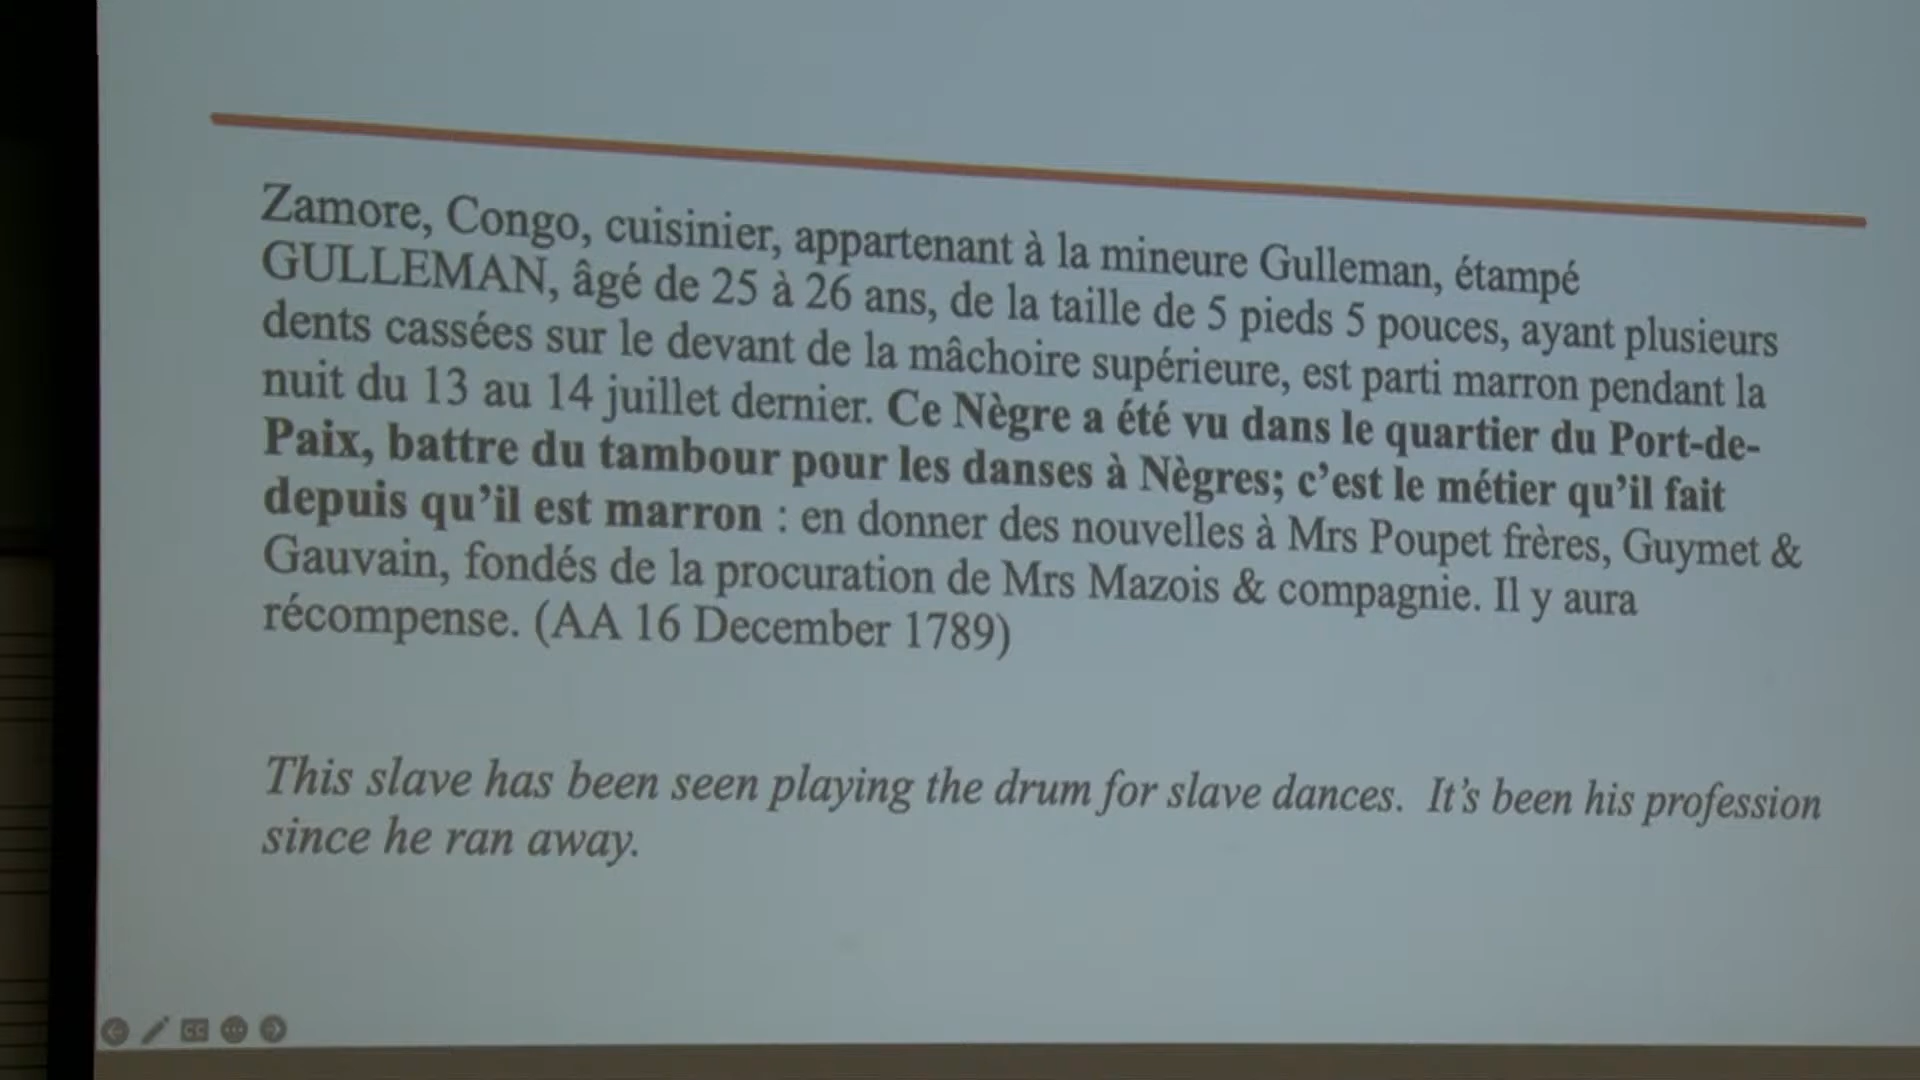 Zamore, Congo, cuisinier, appartenant à la mineure Gulleman, étampé
GULLEMAN, âgé de 25 à 26 ans, de la taille de 5 pieds 5 pouces, ayant plusieurs
dents cassées sur le devant de la mâchoire supérieure, est parti marron pendant la
nuit du 13 au 14 juillet dernier. Ce Nègre a été vu dans le quartier du Port-de-
Paix, battre du tambour pour les danses à Nègres; c’est le métier qu’il fait
depuis qu’il est marron : en donner des nouvelles à Mrs Poupet frères, Guymet &
Gauvain, fondés de la procuration de Mrs Mazois & compagnie. Il y aura
récompense. (AA 16 December 1789)
This slave has been seen playing the drum for slave dances. It’s been his profession
since he ran away.
CC